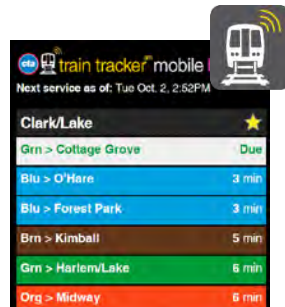 cta train tracker℠ mobile
Next service as of: Tue Oct. 2, 2:52PM
Clark/Lake
Grn > Cottage Grove Due
Blu > O'Hare 3 min
Blu > Forest Park 3 min
Brn > Kimball 5 min
Grn > Harlem/Lake 6 min
Org > Midway 6 min